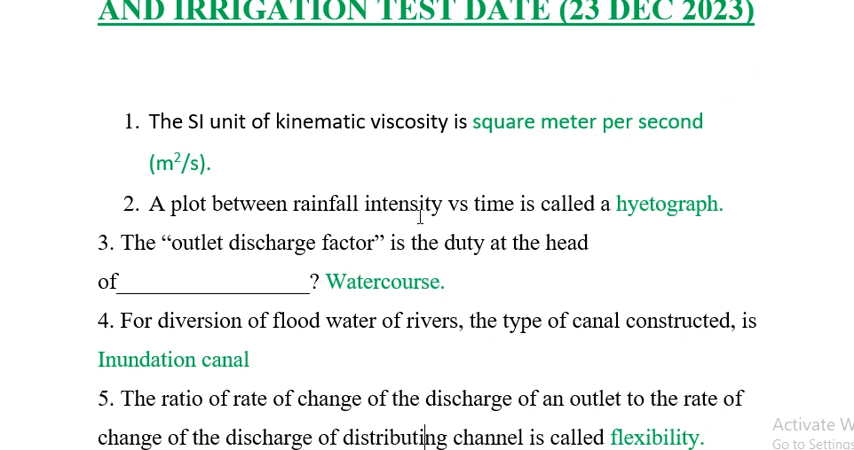 AND IRRIGATION TEST DATE (23 DEC 2023)
1. The SI unit of kinematic viscosity is square meter per second
(m²/s).
2. A plot between rainfall intensity vs time is called a hyetograph.
3. The “outlet discharge factor” is the duty at the head
of________________? Watercourse.
4. For diversion of flood water of rivers, the type of canal constructed, is
Inundation canal
5. The ratio of rate of change of the discharge of an outlet to the rate of
change of the discharge of distributing channel is called flexibility.
Activate W
Go to Settings